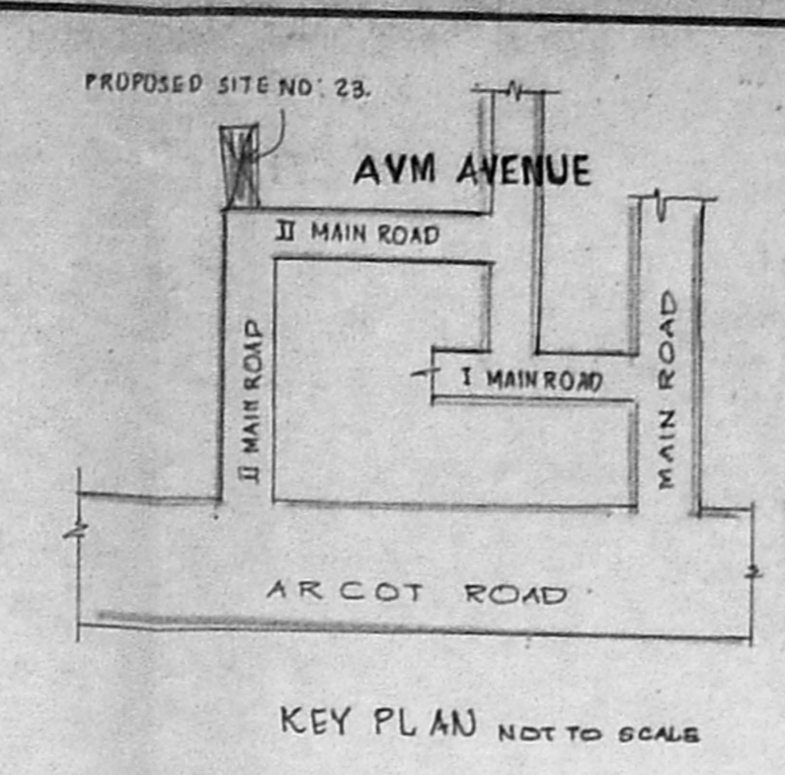 PROPOSED SITE NO: 23.
AVM AVENUE
II MAIN ROAD
II MAIN ROAD
I MAIN ROAD
MAIN ROAD
ARCOT ROAD
KEY PLAN NOT TO SCALE